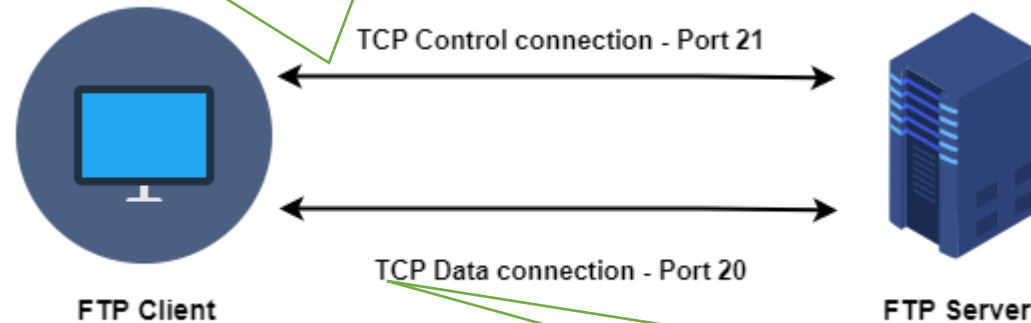 TCP Control connection - Port 21
TCP Data connection - Port 20
FTP Client
FTP Server